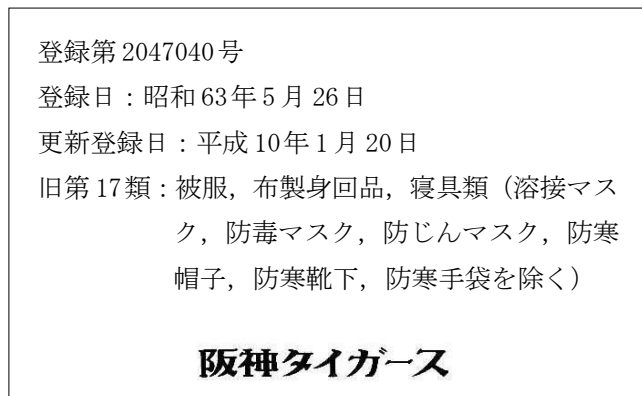 登録第2047040号
登録日：昭和63年5月26日
更新登録日：平成10年1月20日
旧第17類：被服，布製身回品，寝具類（溶接マス
ク，防毒マスク，防じんマスク，防寒
帽子，防寒靴下，防寒手袋を除く）
阪神タイガース